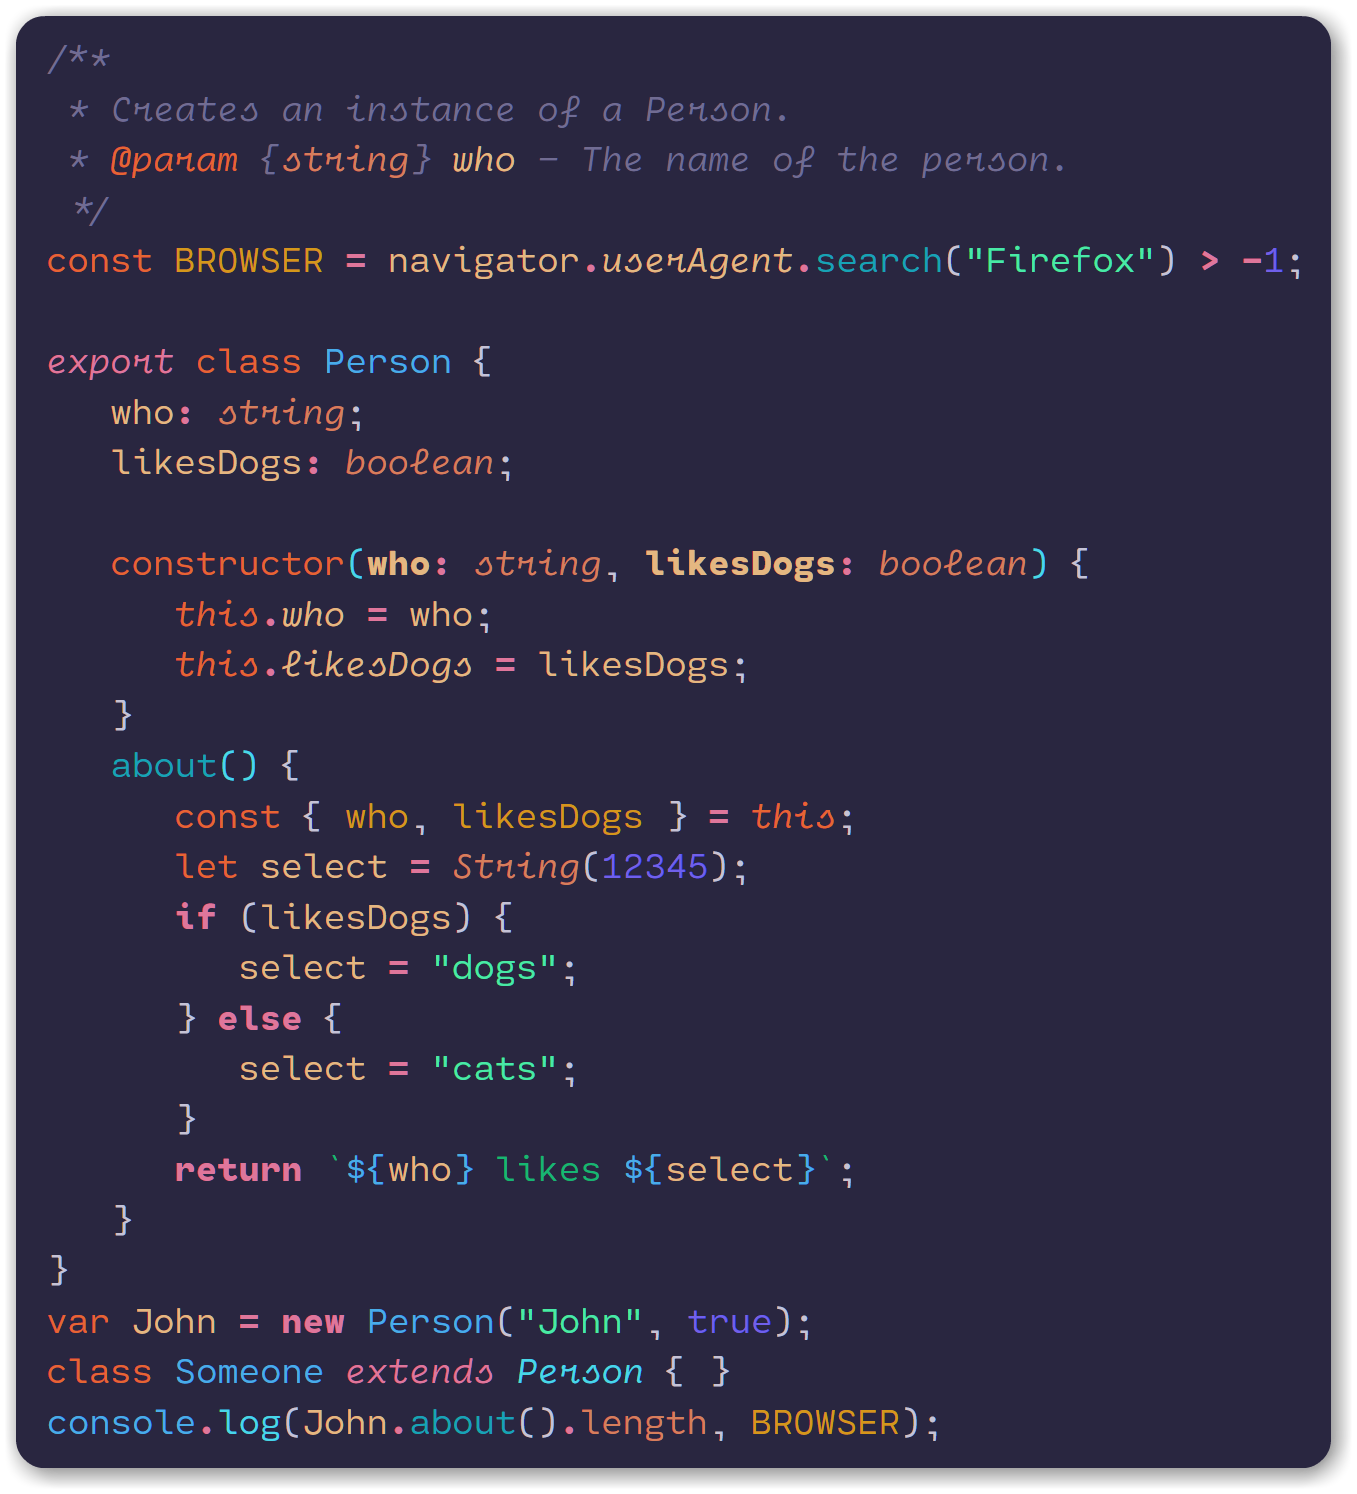 /**
 * Creates an instance of a Person.
 * @param {string} who – The name of the person.
 */
const BROWSER = navigator.userAgent.search("Firefox") > -1;

export class Person {
   who: string;
   likesDogs: boolean;

   constructor(who: string, likesDogs: boolean) {
      this.who = who;
      this.likesDogs = likesDogs;
   }
   about() {
      const { who, likesDogs } = this;
      let select = String(12345);
      if (likesDogs) {
         select = "dogs";
      } else {
         select = "cats";
      }
      return `${who} likes ${select}`;
   }
}
var John = new Person("John", true);
class Someone extends Person { }
console.log(John.about().length, BROWSER);